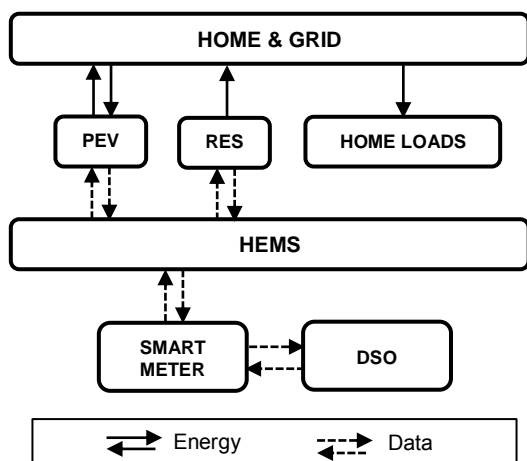 HOME & GRID
PEV
RES
HOME LOADS
HEMS
SMART
METER
DSO
Energy
Data